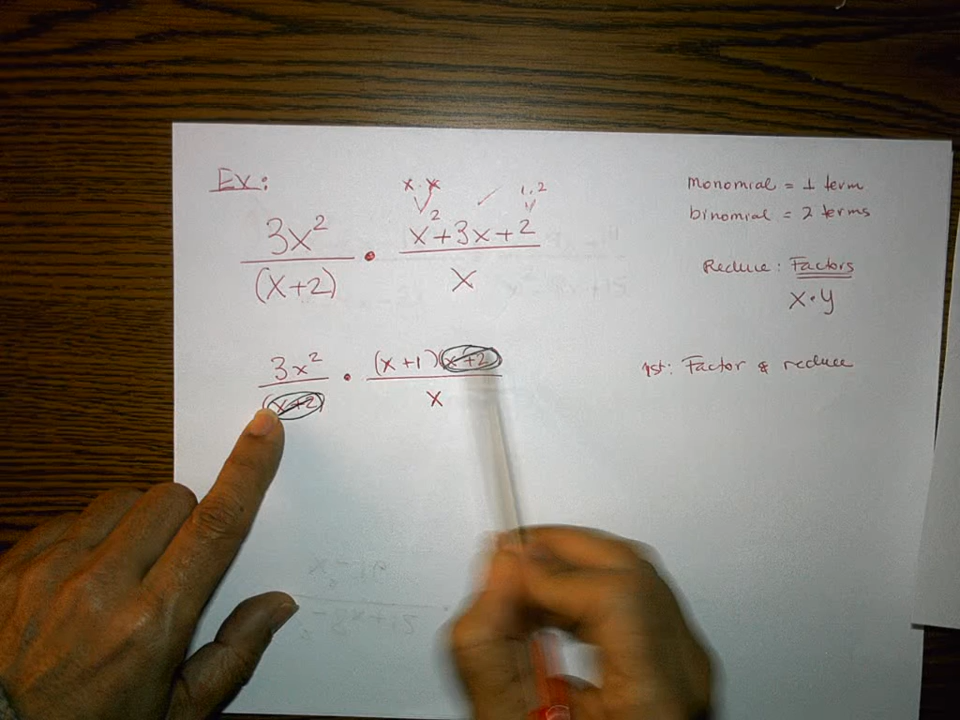 Ex:
x · x ✓ 1, 2
3x² / (x+2) · x²+3x+2 / x
3x² / (x+2) · (x+1)(x+2) / x
monomial = 1 term
binomial = 2 terms
Reduce: Factors
x·y
1st: Factor & reduce